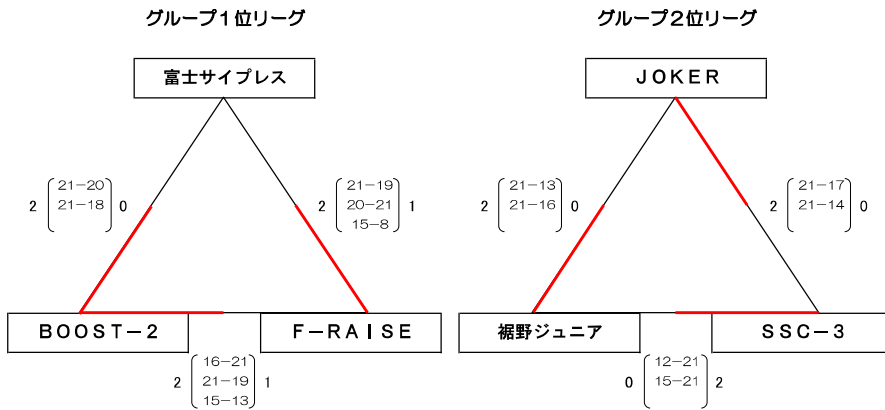 グループ１位リーグ
グループ２位リーグ
富士サイプレス
ＪＯＫＥＲ
2 21−20 0
21−18
2 21−19 1
20−21
15−8
2 21−13 0
21−16
2 21−17 0
21−14
ＢＯＯＳＴ−２
Ｆ−ＲＡＩＳＥ
裾野ジュニア
ＳＳＣ−３
2 16−21 1
21−19
15−13
0 12−21 2
15−21